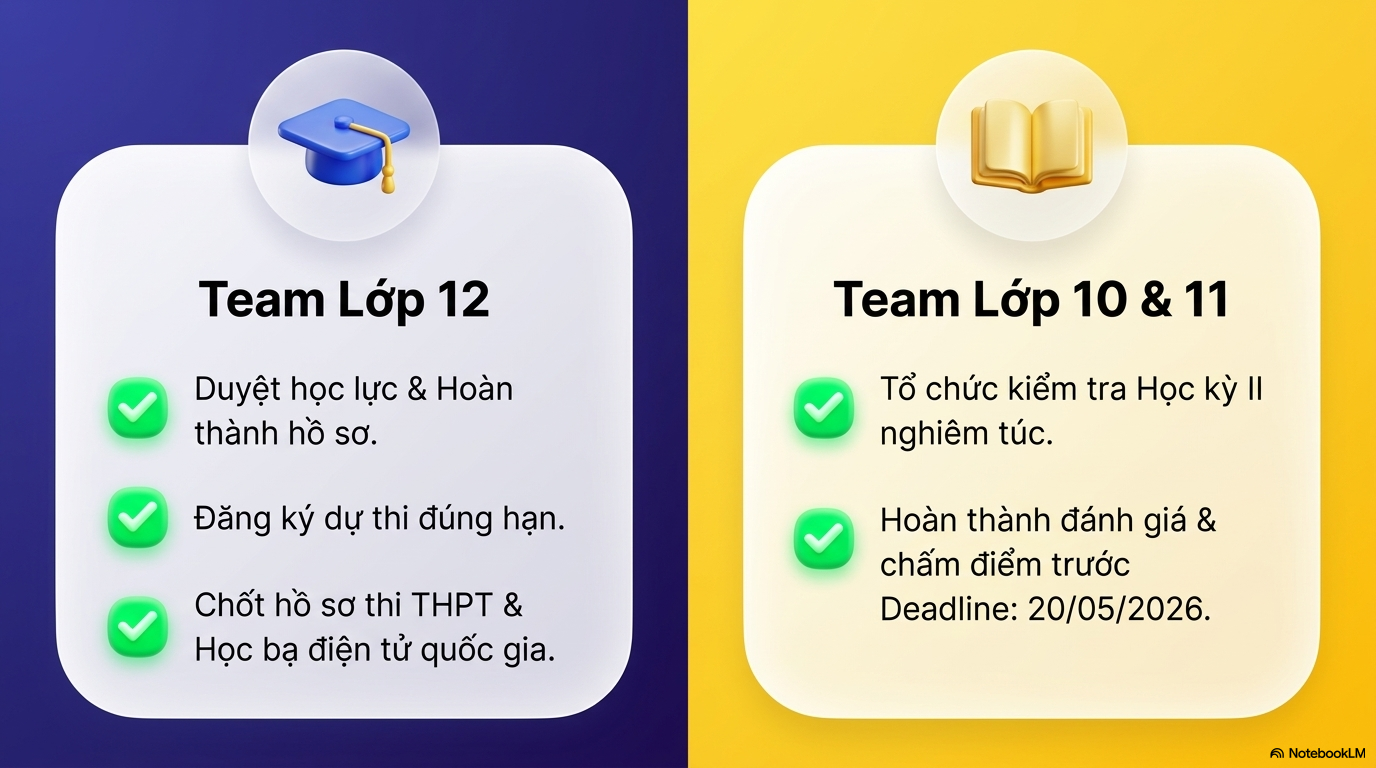 Team Lớp 12
Duyệt học lực & Hoàn
thành hồ sơ.
Đăng ký dự thi đúng hạn.
Chốt hồ sơ thi THPT &
Học bạ điện tử quốc gia.
Team Lớp 10 & 11
Tổ chức kiểm tra Học kỳ II
nghiêm túc.
Hoàn thành đánh giá &
chấm điểm trước
Deadline: 20/05/2026.
NotebookLM